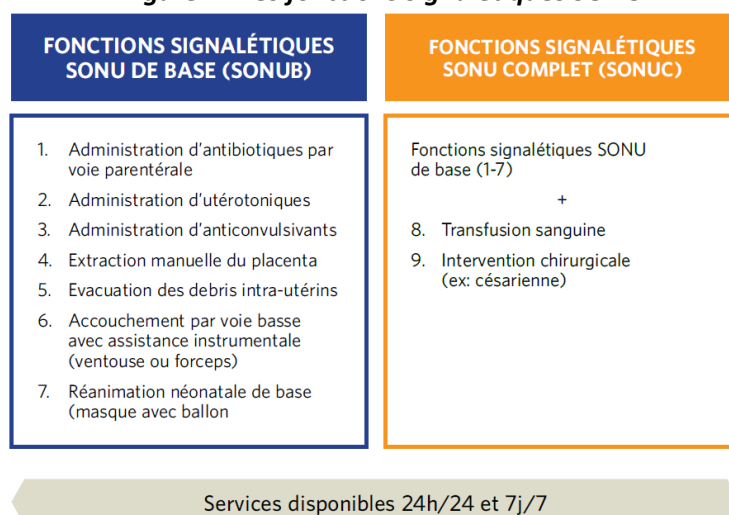 FONCTIONS SIGNALÉTIQUES
SONU DE BASE (SONUB)
FONCTIONS SIGNALÉTIQUES
SONU COMPLET (SONUC)
1. Administration d’antibiotiques par
voie parentérale
2. Administration d’utérotoniques
3. Administration d’anticonvulsivants
4. Extraction manuelle du placenta
5. Evacuation des debris intra-utérins
6. Accouchement par voie basse
avec assistance instrumentale
(ventouse ou forceps)
7. Réanimation néonatale de base
(masque avec ballon
Fonctions signalétiques SONU
de base (1-7)
+
8. Transfusion sanguine
9. Intervention chirurgicale
(ex: césarienne)
Services disponibles 24h/24 et 7j/7